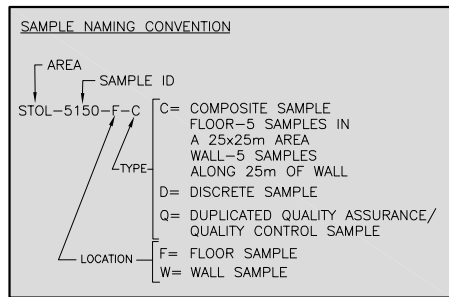 SAMPLE NAMING CONVENTION
AREA
SAMPLE ID
STOL-5150-F-C
TYPE
C= COMPOSITE SAMPLE
FLOOR-5 SAMPLES IN
A 25x25m AREA
WALL-5 SAMPLES
ALONG 25m OF WALL
D= DISCRETE SAMPLE
Q= DUPLICATED QUALITY ASSURANCE/
QUALITY CONTROL SAMPLE
LOCATION
F= FLOOR SAMPLE
W= WALL SAMPLE